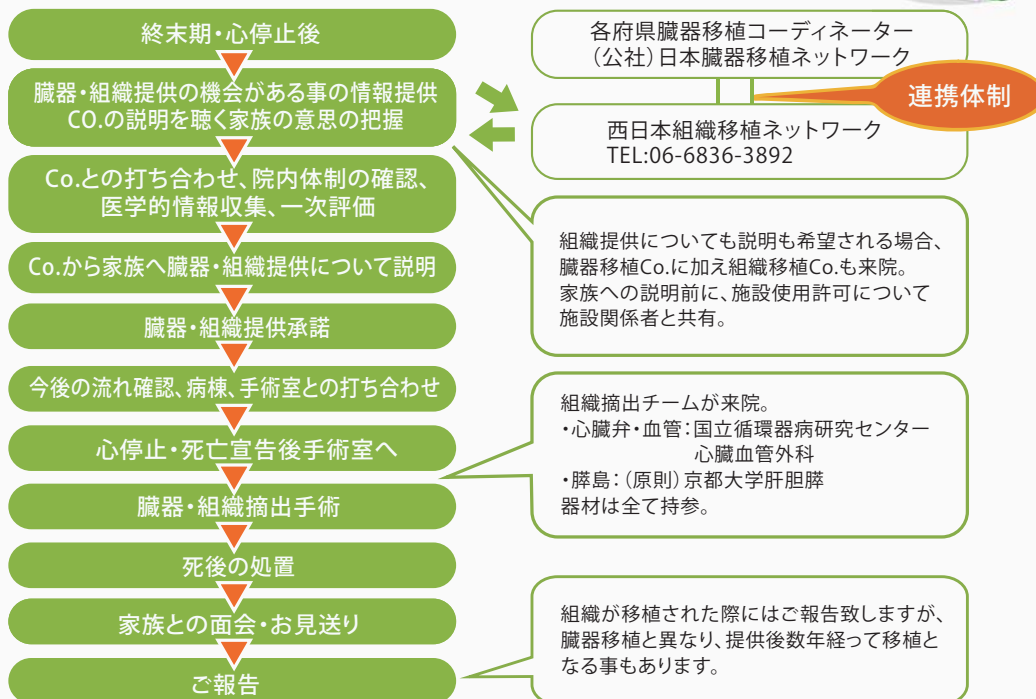 終末期・心停止後
臓器・組織提供の機会がある事の情報提供
CO.の説明を聴く家族の意思の把握
Co.との打ち合わせ、院内体制の確認、
医学的情報収集、一次評価
Co.から家族へ臓器・組織提供について説明
臓器・組織提供承諾
今後の流れ確認、病棟、手術室との打ち合わせ
心停止・死亡宣告後手術室へ
臓器・組織摘出手術
死後の処置
家族との面会・お見送り
ご報告
各府県臓器移植コーディネーター
（公社）日本臓器移植ネットワーク
連携体制
西日本組織移植ネットワーク
TEL:06-6836-3892
組織提供についても説明も希望される場合、
臓器移植Co.に加え組織移植Co.も来院。
家族への説明前に、施設使用許可について
施設関係者と共有。
組織摘出チームが来院。
・心臓弁・血管：国立循環器病研究センター
心臓血管外科
・膵島：（原則）京都大学肝胆膵
器材は全て持参。
組織が移植された際にはご報告致しますが、
臓器移植と異なり、提供後数年経って移植と
なる事もあります。